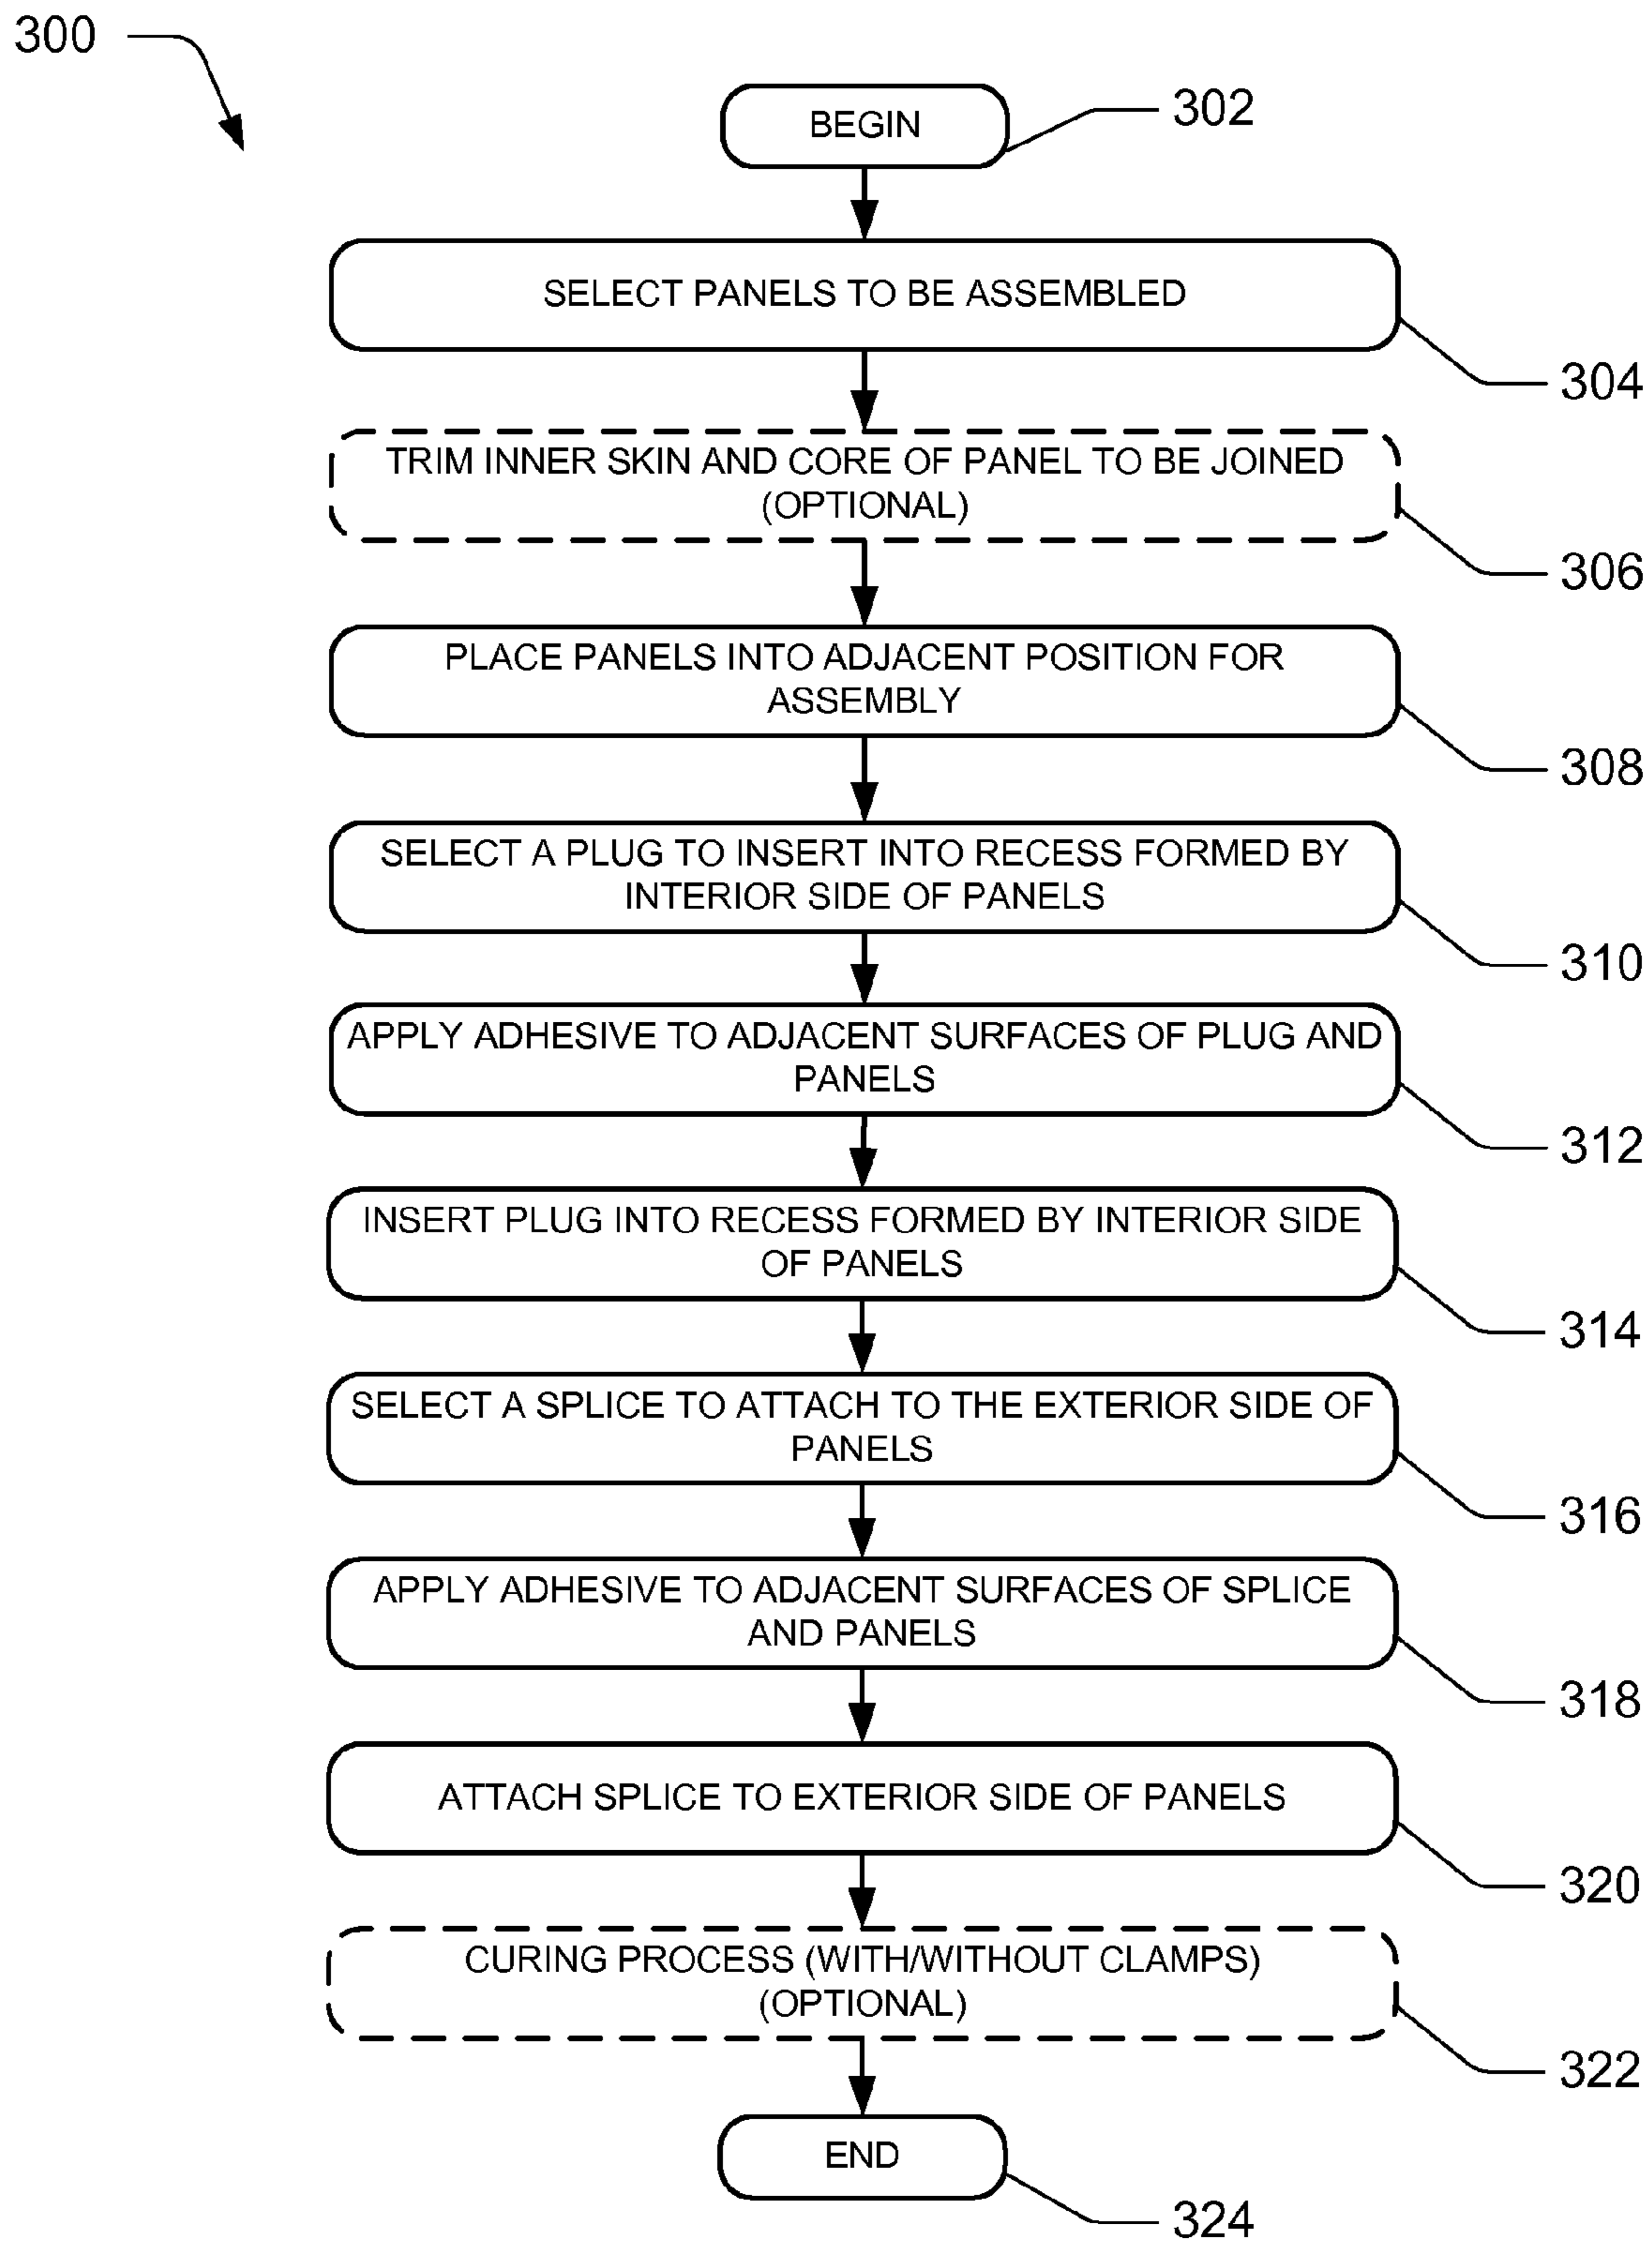 300
BEGIN
302
SELECT PANELS TO BE ASSEMBLED
304
TRIM INNER SKIN AND CORE OF PANEL TO BE JOINED
(OPTIONAL)
306
PLACE PANELS INTO ADJACENT POSITION FOR
ASSEMBLY
308
SELECT A PLUG TO INSERT INTO RECESS FORMED BY
INTERIOR SIDE OF PANELS
310
APPLY ADHESIVE TO ADJACENT SURFACES OF PLUG AND
PANELS
312
INSERT PLUG INTO RECESS FORMED BY INTERIOR SIDE
OF PANELS
314
SELECT A SPLICE TO ATTACH TO THE EXTERIOR SIDE OF
PANELS
316
APPLY ADHESIVE TO ADJACENT SURFACES OF SPLICE
AND PANELS
318
ATTACH SPLICE TO EXTERIOR SIDE OF PANELS
320
CURING PROCESS (WITH/WITHOUT CLAMPS)
(OPTIONAL)
322
END
324